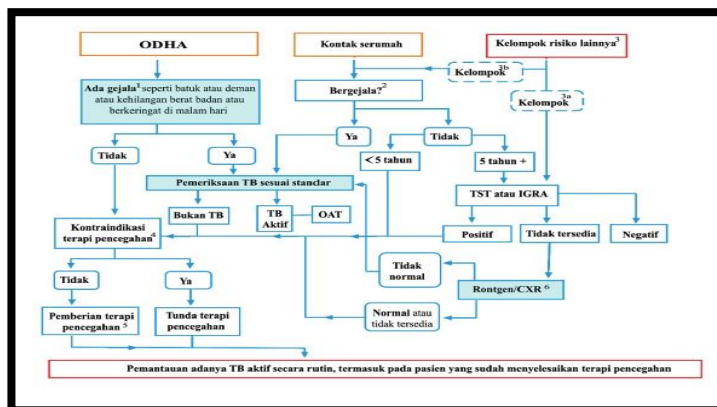 ODHA
Kontak serumah
Kelompok risiko lainnya3
Ada gejala1 seperti batuk atau demam
atau kehilangan berat badan atau
berkeringat di malam hari
Bergejala?2
Kelompok3b
Kelompok3a
Tidak
Ya
Ya
Tidak
< 5 tahun
5 tahun +
Pemeriksaan TB sesuai standar
TST atau IGRA
Bukan TB
TB
Aktif
OAT
Kontraindikasi
terapi pencegahan4
Positif
Tidak tersedia
Negatif
Tidak
normal
Rontgen/CXR 6
Tidak
Ya
Normal atau
tidak tersedia
Pemberian terapi
pencegahan 5
Tunda terapi
pencegahan
Pemantauan adanya TB aktif secara rutin, termasuk pada pasien yang sudah menyelesaikan terapi pencegahan